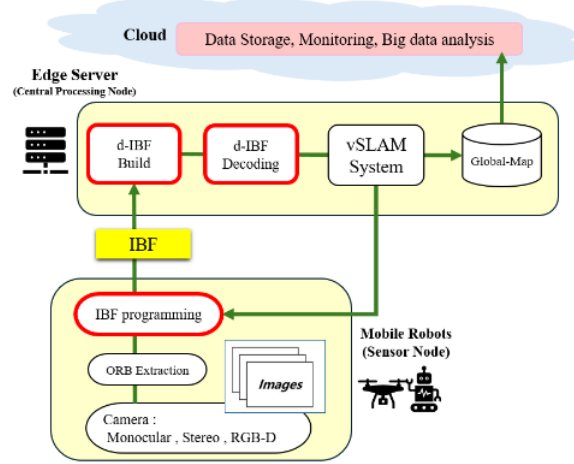 Cloud
Data Storage, Monitoring, Big data analysis
Edge Server
(Central Processing Node)
d-IBF
Build
d-IBF
Decoding
vSLAM
System
Global-Map
IBF
IBF programming
Mobile Robots
(Sensor Node)
ORB Extraction
Images
Camera :
Monocular , Stereo , RGB-D